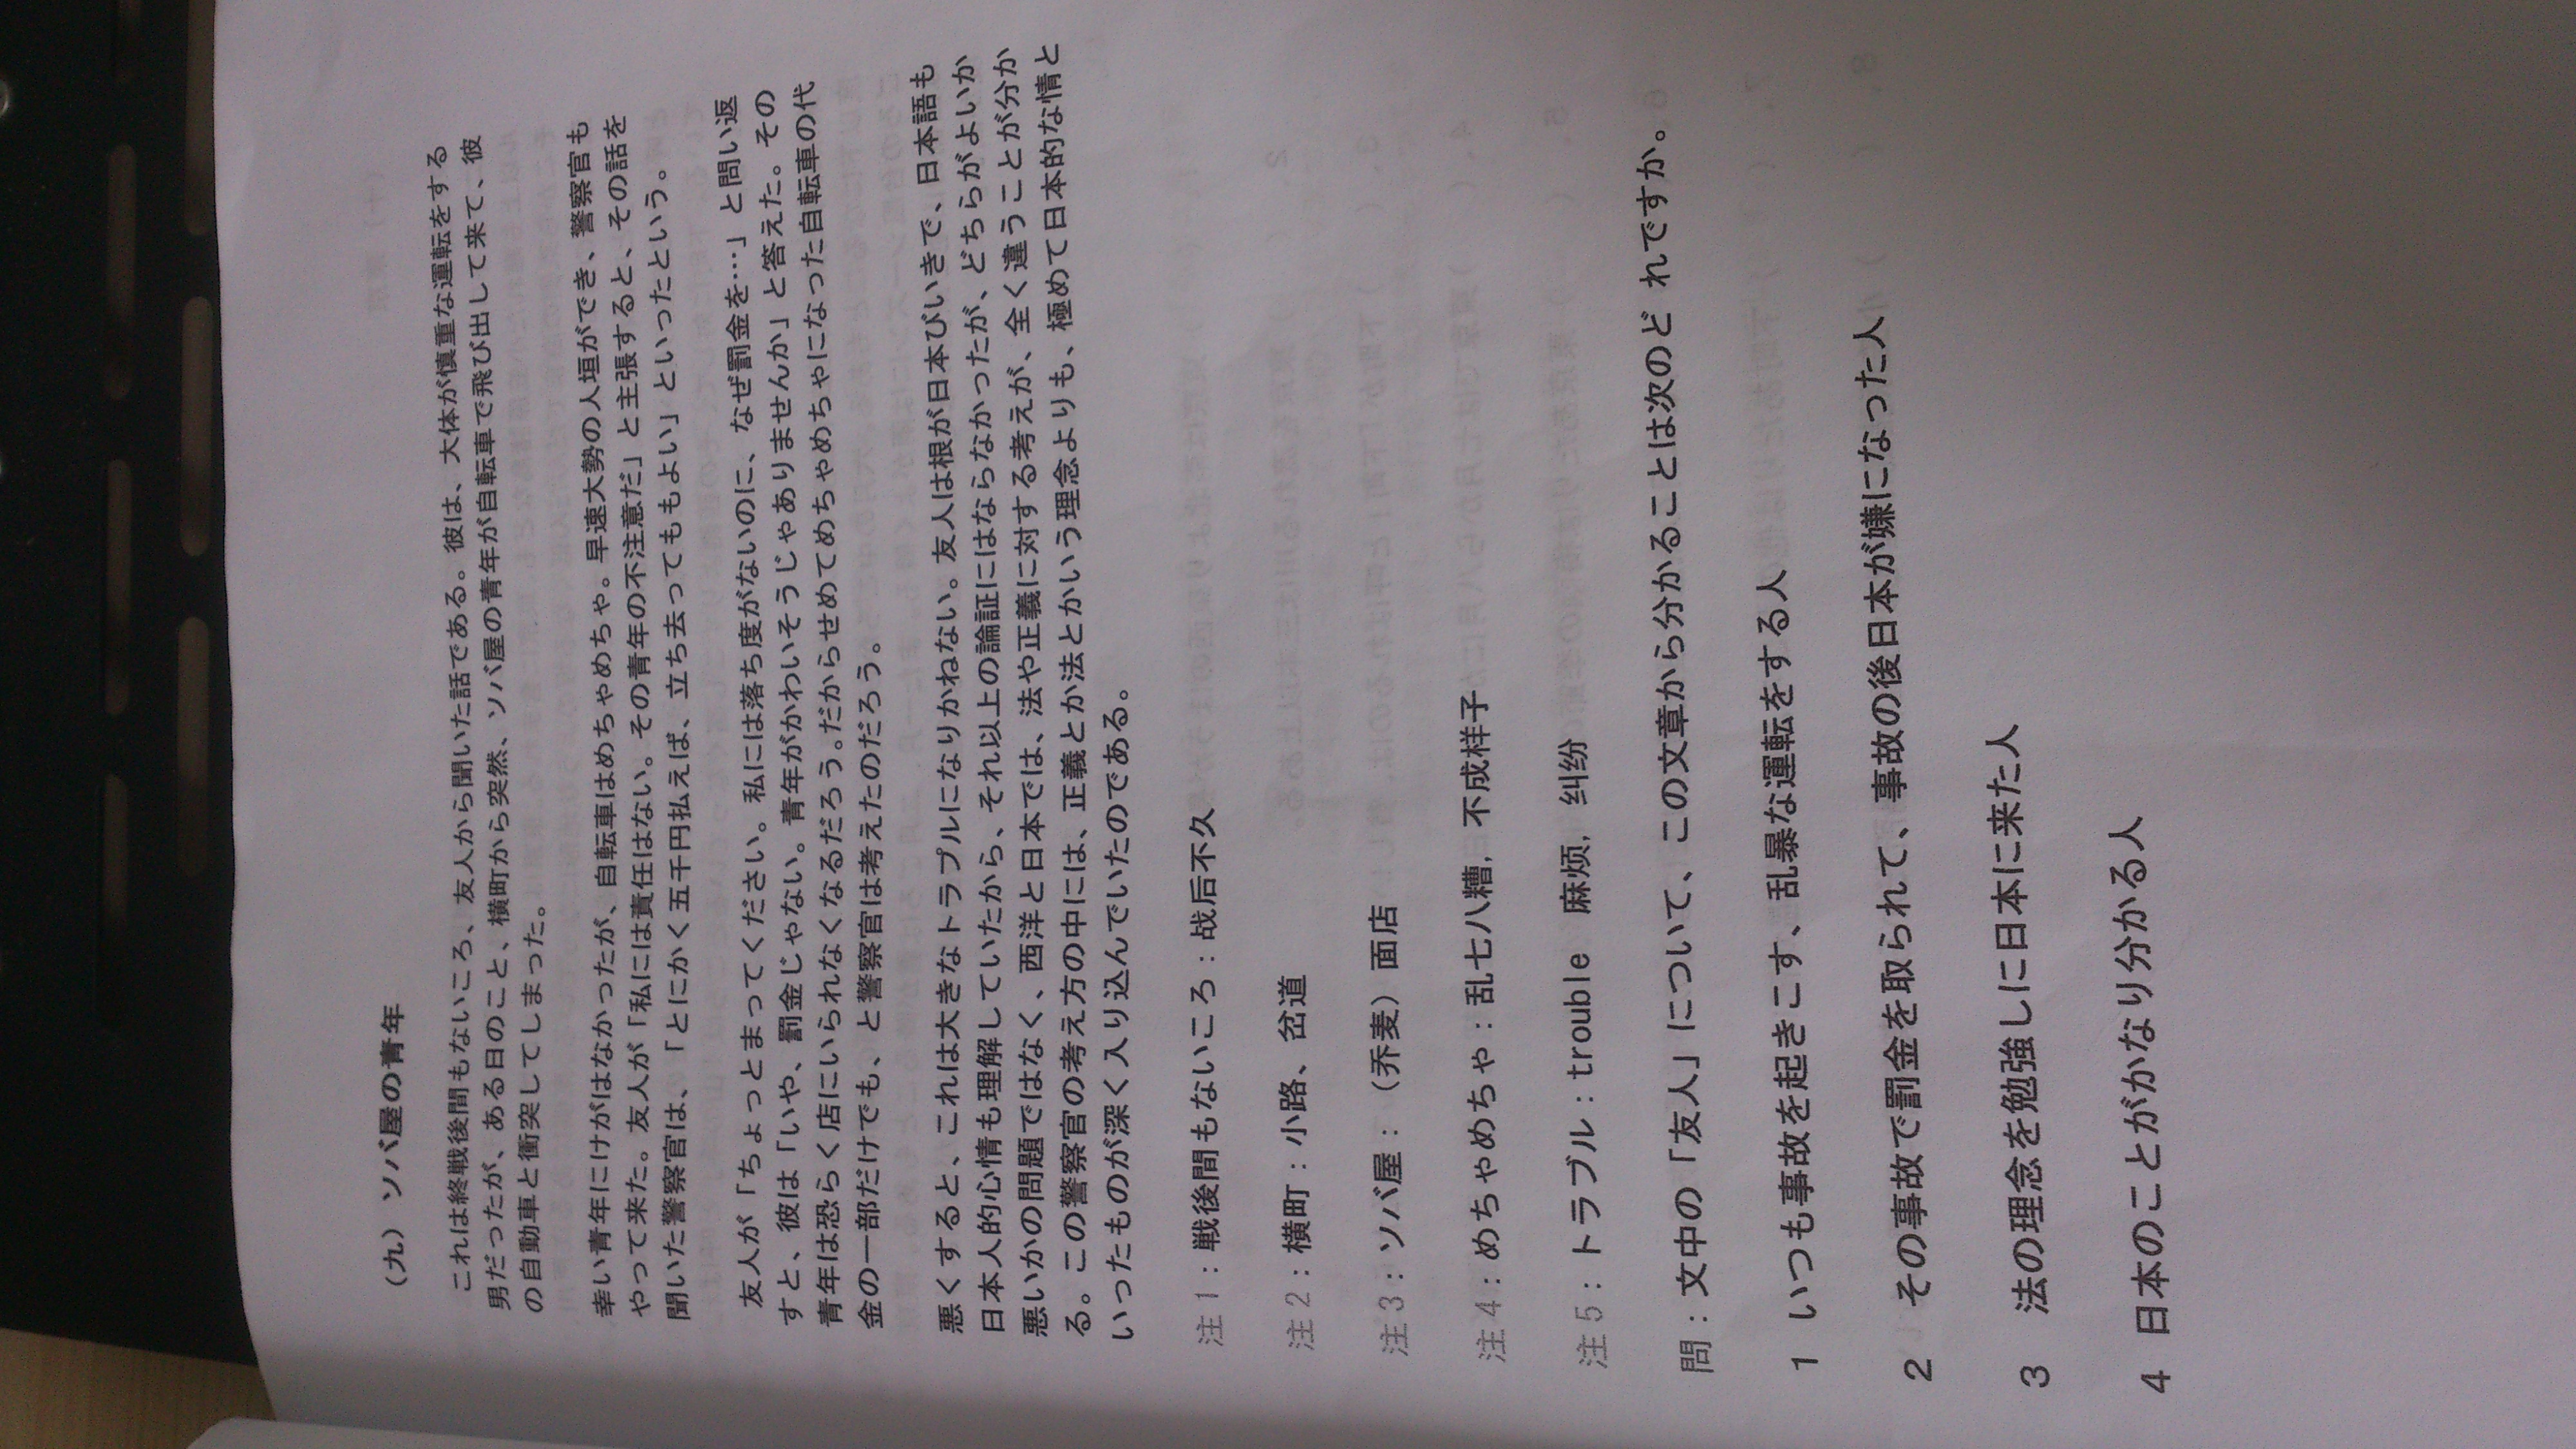 （九）ソバ屋の青年
これは終戦後間もないころ、友人から聞いた話である。彼は、大体が慎重な運転をする
男だったが、ある日のこと、横町から突然、ソバ屋の青年が自転車で飛び出して来て、彼
の自動車と衝突してしまった。
幸い青年にけがはなかったが、自転車はめちゃめちゃ。早速大勢の人垣ができ、警察官も
やって来た。友人が「私には責任はない。その青年の不注意だ」と主張すると、その話を
聞いた警察官は、「とにかく五千円払えば、立ち去ってももよい」といったという。
友人が「ちょっとまってください。私には落ち度がないのに、なぜ罰金を…」と問い返
すと、彼は「いや、罰金じゃない。青年がかわいそうじゃありませんか」と答えた。その
青年は恐らく店にいられなくなるだろう。だからせめてめちゃめちゃになった自転車の代
金の一部だけでも、と警察官は考えたのだろう。
悪くすると、これは大きなトラプルになりかねない。友人は根が日本びいきで、日本語も
日本人的心情も理解していたから、それ以上の論証にはならなかったが、どちらがよいか
悪いかの問題ではなく、西洋と日本では、法や正義に対する考えが、全く違うことが分か
る。この警察官の考え方の中には、正義とか法とかいう理念よりも、極めて日本的な情と
いったものが深く入り込んでいたのである。
注1：戦後間もないころ：战后不久
注2：横町：小路、岔道
注3：ソバ屋：（乔麦）面店
注4：めちゃめちゃ：乱七八糟，不成样子
注5：トラブル：trouble 麻烦，纠纷
問：文中の「友人」について、この文章から分かることは次のど れですか。
1 いつも事故を起きこす、乱暴な運転をする人
2 その事故で罰金を取られて、事故の後日本が嫌になった人
3 法の理念を勉強しに日本に来た人
4 日本のことがかなり分かる人